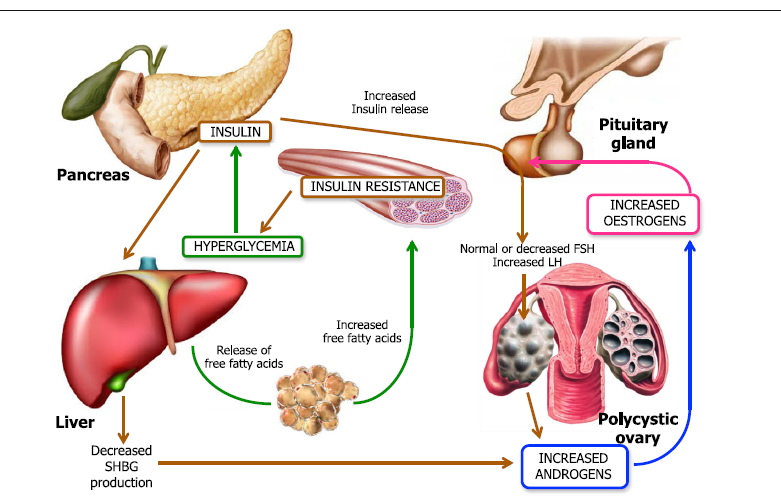 Increased
Insulin release
INSULIN
Pituitary
gland
Pancreas
INSULIN RESISTANCE
INCREASED
OESTROGENS
HYPERGLYCEMIA
Normal or decreased FSH
Increased LH
Increased
free fatty acids
Release of
free fatty acids
Liver
Polycystic
ovary
Decreased
SHBG
production
INCREASED
ANDROGENS